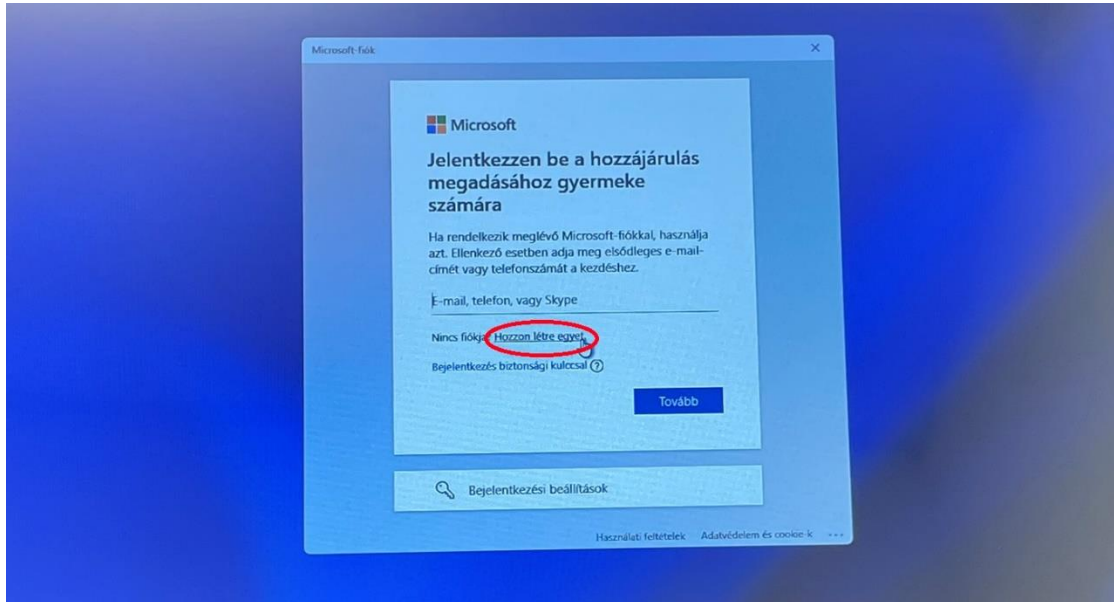 Microsoft-fiók
Microsoft
Jelentkezzen be a hozzájárulás
megadásához gyermeke
számára
Ha rendelkezik meglévő Microsoft-fiókkal, használja
azt. Ellenkező esetben adja meg elsődleges e-mail-
címét vagy telefonszámát a kezdéshez.
E-mail, telefon, vagy Skype
Nincs fiókja? Hozzon létre egyet
Bejelentkezés biztonsági kulccsal
Tovább
Bejelentkezési beállítások
Használati feltételek Adatvédelem és cookie-k